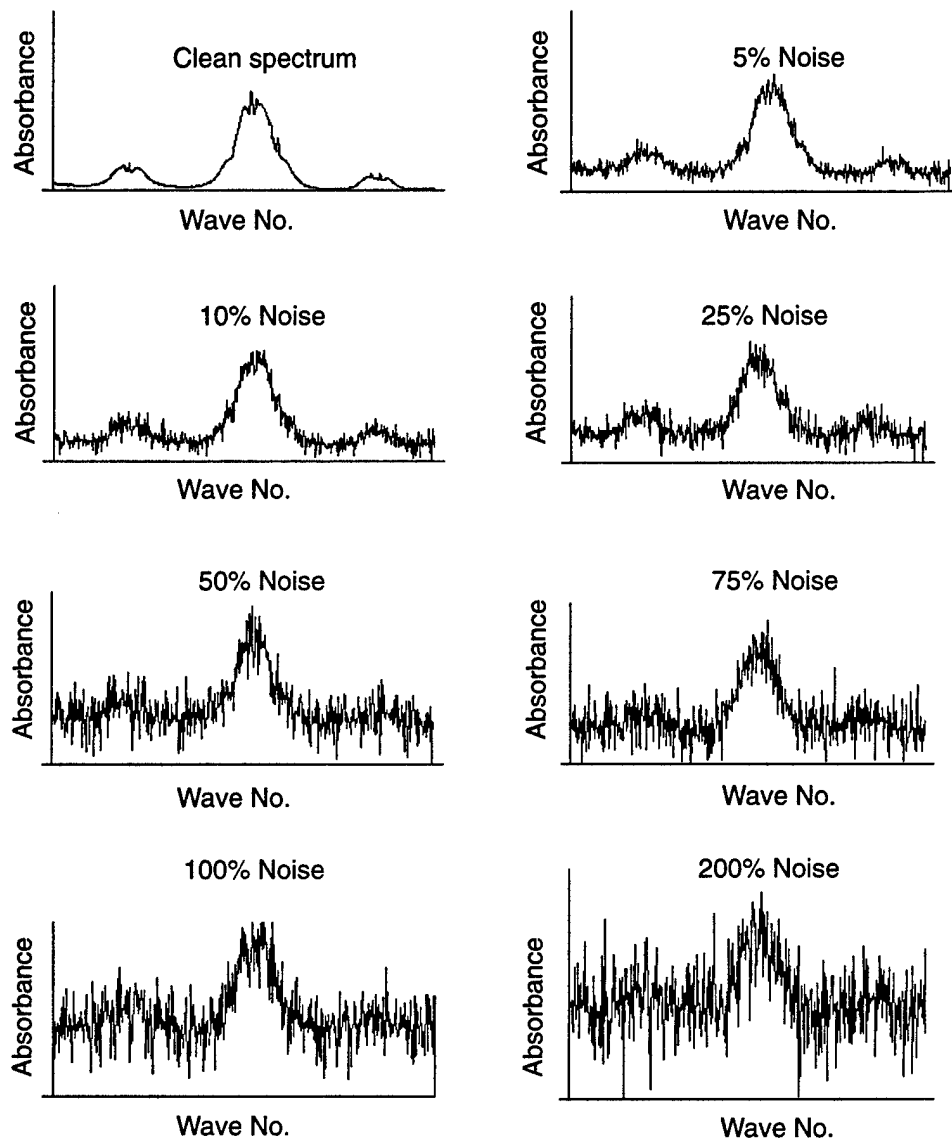 Clean spectrum
Absorbance
Wave No.
5% Noise
Absorbance
Wave No.
10% Noise
Absorbance
Wave No.
25% Noise
Absorbance
Wave No.
50% Noise
Absorbance
Wave No.
75% Noise
Absorbance
Wave No.
100% Noise
Absorbance
Wave No.
200% Noise
Absorbance
Wave No.